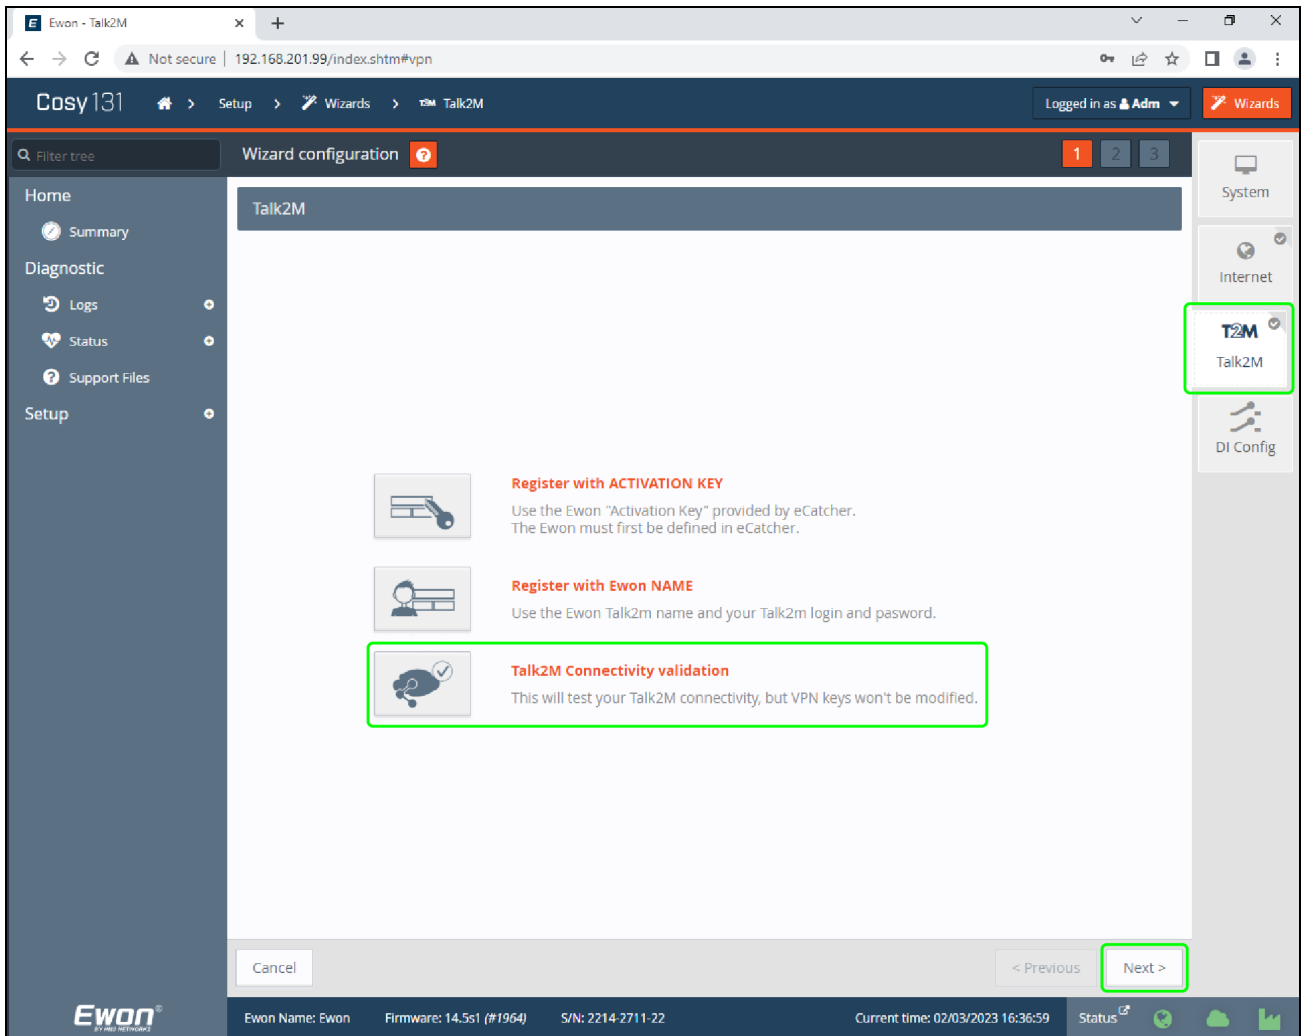 Ewon - Talk2M
Not secure | 192.168.201.99/index.shtm#vpn
Cosy 131 > Setup > Wizards > T2M Talk2M
Logged in as Adm
Wizards
Filter tree
Wizard configuration ?
1 2 3
Home
Summary
Diagnostic
Logs
Status
Support Files
Setup
Talk2M
System
Internet
T2M
Talk2M
DI Config
Register with ACTIVATION KEY
Use the Ewon "Activation Key" provided by eCatcher.
The Ewon must first be defined in eCatcher.
Register with Ewon NAME
Use the Ewon Talk2m name and your Talk2m login and pasword.
Talk2M Connectivity validation
This will test your Talk2M connectivity, but VPN keys won't be modified.
Cancel
< Previous
Next >
Ewon®
BY HMS NETWORKS
Ewon Name: Ewon
Firmware: 14.5s1 (#1964)
S/N: 2214-2711-22
Current time: 02/03/2023 16:36:59
Status